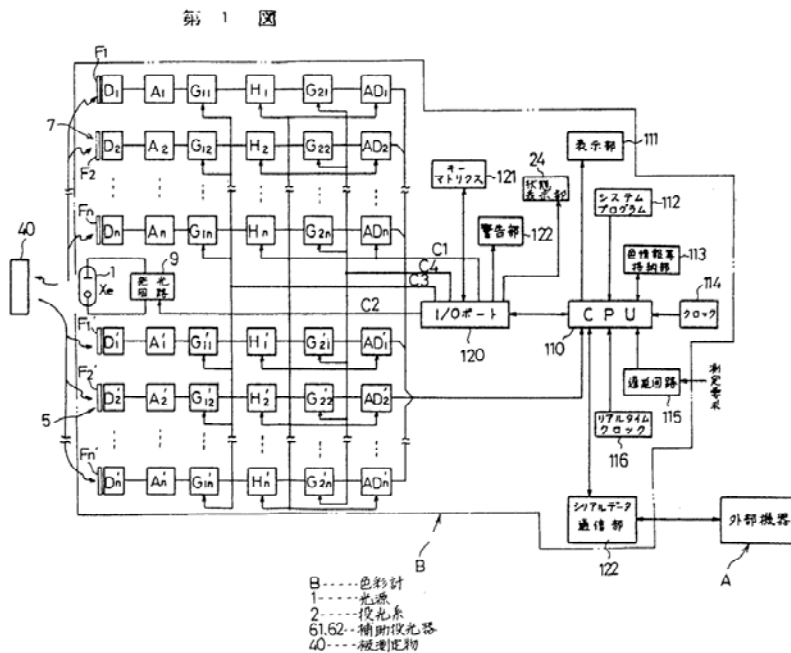 第 1 図
F1
D1 A1 G11 H1 G21 AD1
7
D2 A2 G12 H2 G22 AD2
F2
Fn
Dn An G1n Hn G2n ADn
40
1
Xe
9
発光
回路
C1
C4
C3
C2
F1'
D1' A1' G11' H1' G21' AD1'
F2'
5
D2' A2' G12' H2' G22' AD2'
Fn'
Dn' An' G1n' Hn' G2n' ADn'
キー
マトリクス
121
24
状態
表示部
警告部
122
I/Oポート
120
表示部
111
システム
プログラム
112
色情報等
格納部
113
114
クロック
CPU
110
遅延回路
115
測定要求
リアルタイム
クロック
116
シリアルデータ
通信部
122
外部機器
A
B
B-----色彩計
1----光源
2----投光系
61.62--補助投光器
40----被測定物